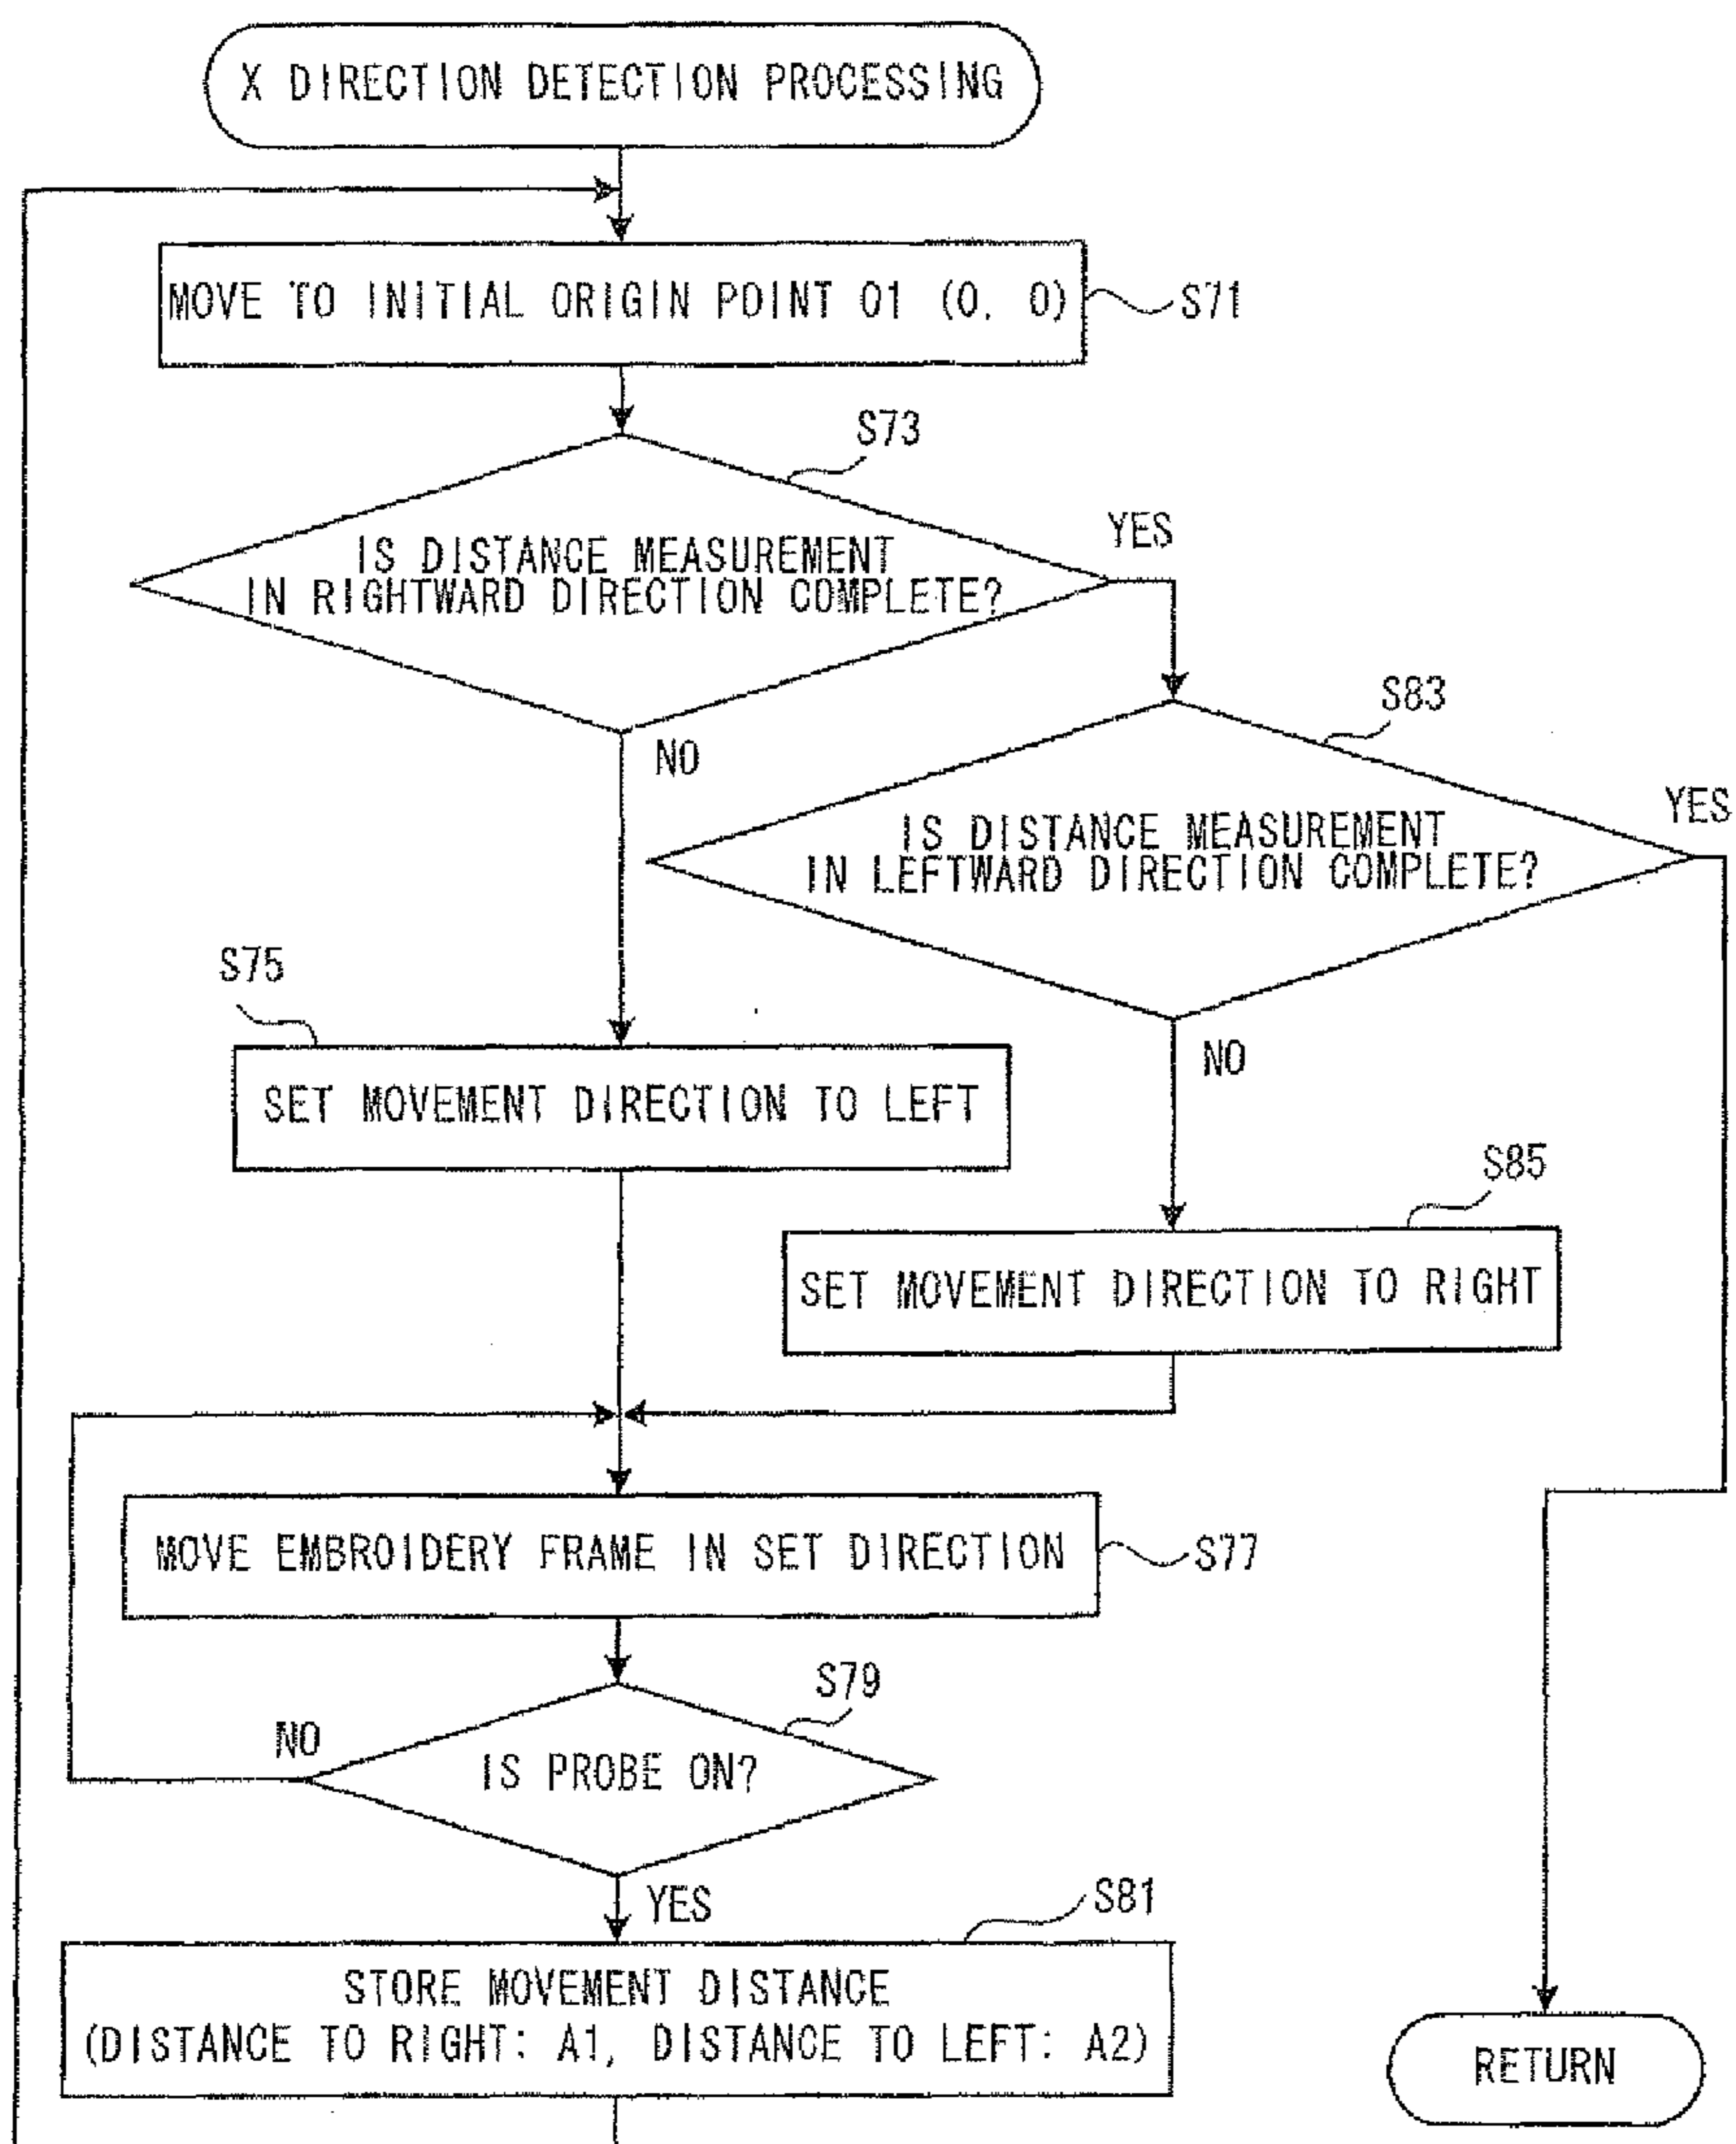 X DIRECTION DETECTION PROCESSING
MOVE TO INITIAL ORIGIN POINT O1 (0, 0)
S71
S73
IS DISTANCE MEASUREMENT
IN RIGHTWARD DIRECTION COMPLETE?
YES
NO
S83
IS DISTANCE MEASUREMENT
IN LEFTWARD DIRECTION COMPLETE?
YES
NO
S75
SET MOVEMENT DIRECTION TO LEFT
S85
SET MOVEMENT DIRECTION TO RIGHT
MOVE EMBROIDERY FRAME IN SET DIRECTION
S77
S79
IS PROBE ON?
NO
YES
S81
STORE MOVEMENT DISTANCE
(DISTANCE TO RIGHT: A1, DISTANCE TO LEFT: A2)
RETURN